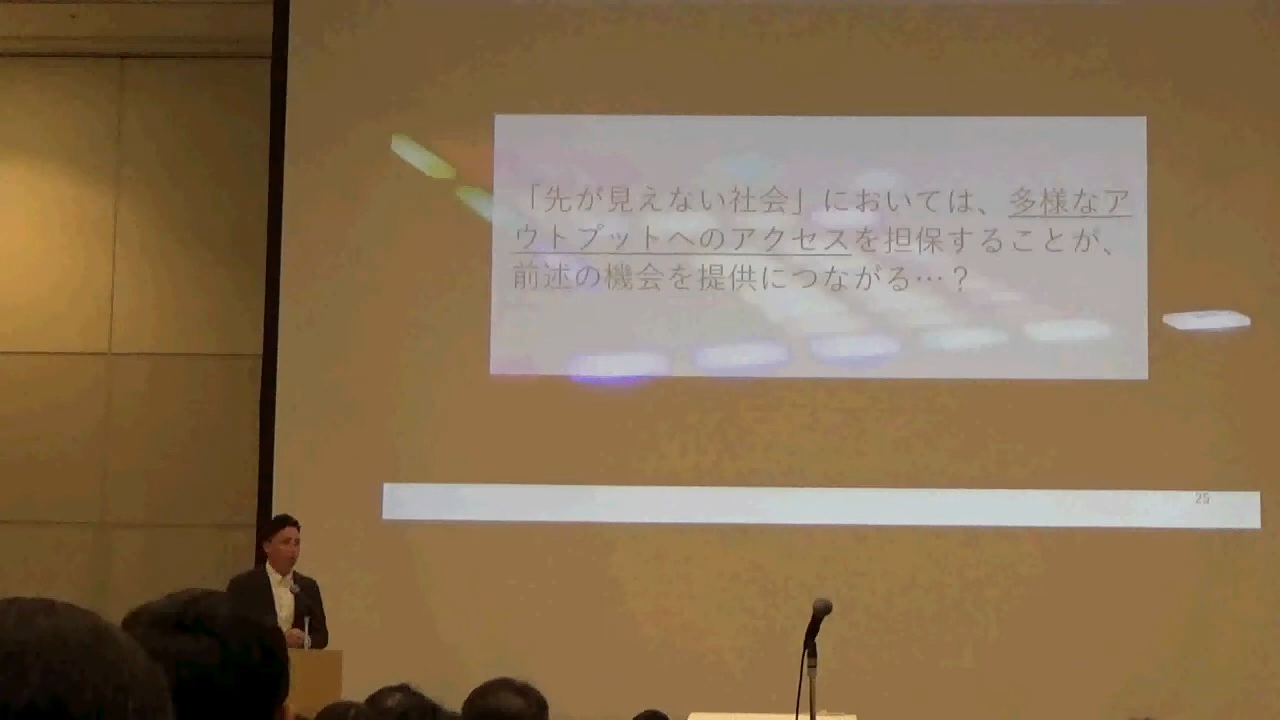 「先が見えない社会」においては、多様なア
ウトプットへのアクセスを担保することが、
前述の機会を提供につながる…？
25